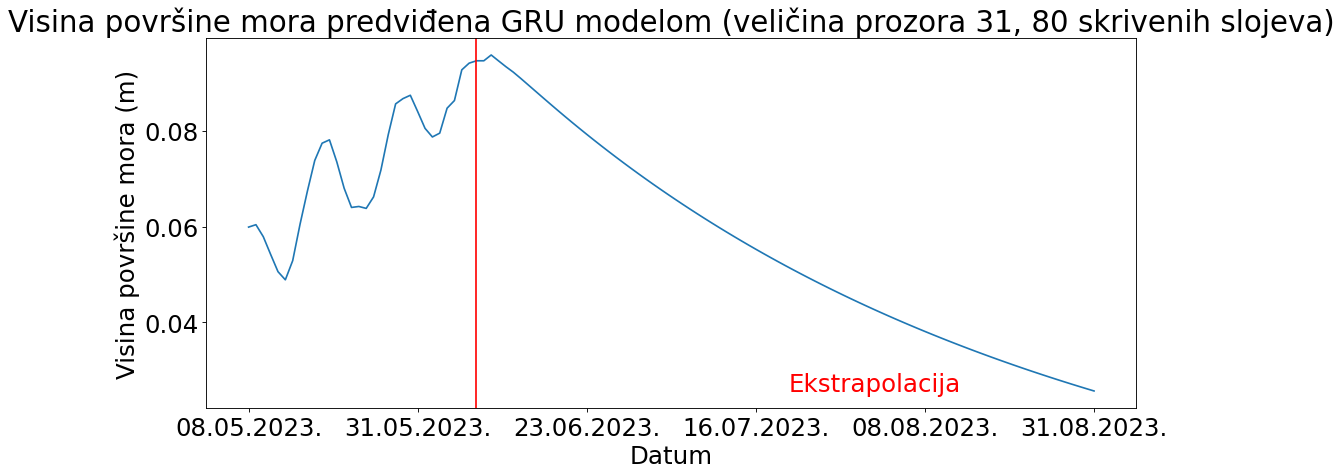 Visina površine mora predviđena GRU modelom (veličina prozora 31, 80 skrivenih slojeva)
Visina površine mora (m)
0.08
0.06
0.04
Ekstrapolacija
08.05.2023. 31.05.2023. 23.06.2023. 16.07.2023. 08.08.2023. 31.08.2023.
Datum